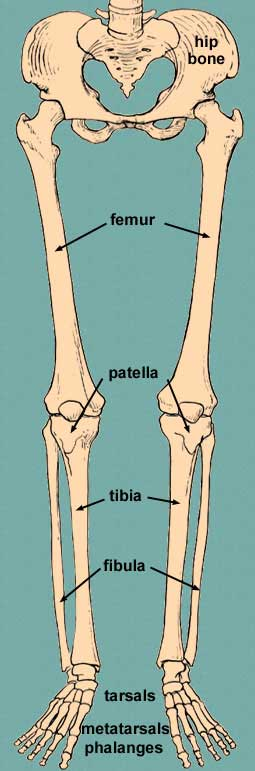 hip
bone
femur
patella
tibia
fibula
tarsals
metatarsals
phalanges